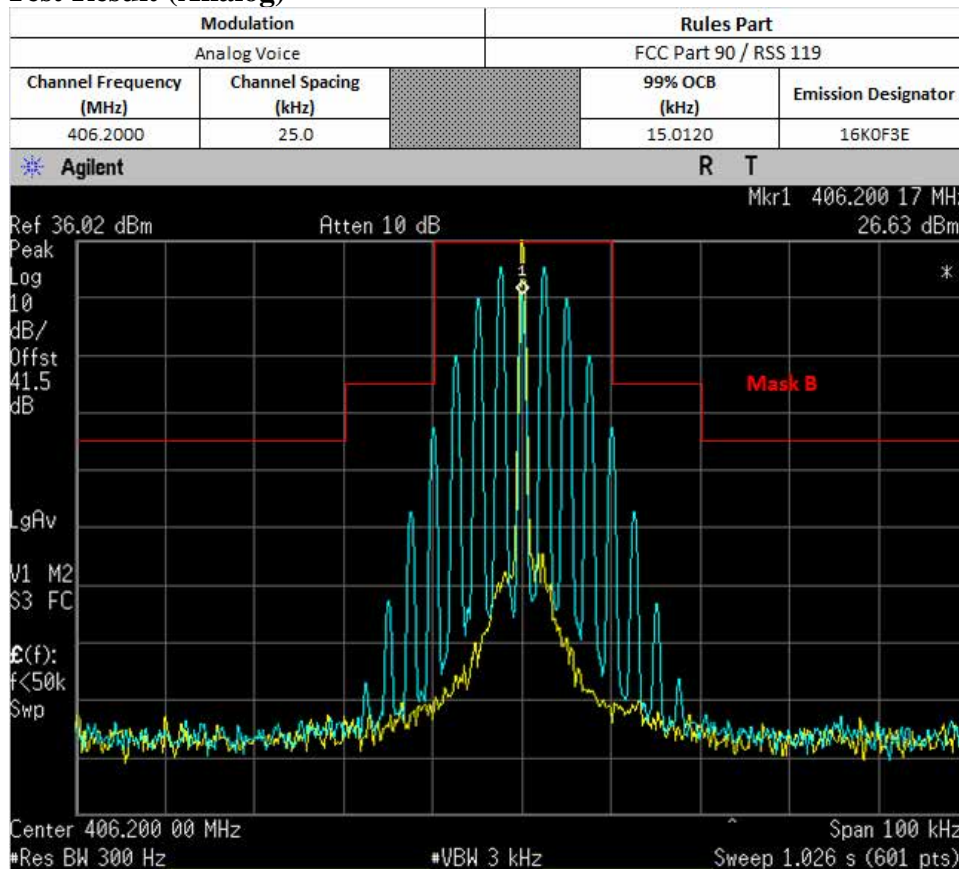 Test Result (Analog)
Modulation Rules Part
Analog Voice FCC Part 90 / RSS 119
Channel Frequency (MHz) Channel Spacing (kHz) 99% OCB (kHz) Emission Designator
406.2000 25.0 15.0120 16K0F3E
Agilent R T
Mkr1 406.200 17 MHz
Ref 36.02 dBm Atten 10 dB 26.63 dBm
Peak
Log
1
*
10
dB/
Offst
41.5
Mask B
dB
LgAv
V1 M2
S3 FC
£(f):
f<50k
Swp
Center 406.200 00 MHz ^ Span 100 kHz
#Res BW 300 Hz #VBW 3 kHz Sweep 1.026 s (601 pts)